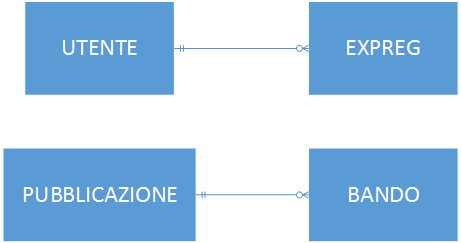 UTENTE
EXPREG
PUBBLICAZIONE
BANDO